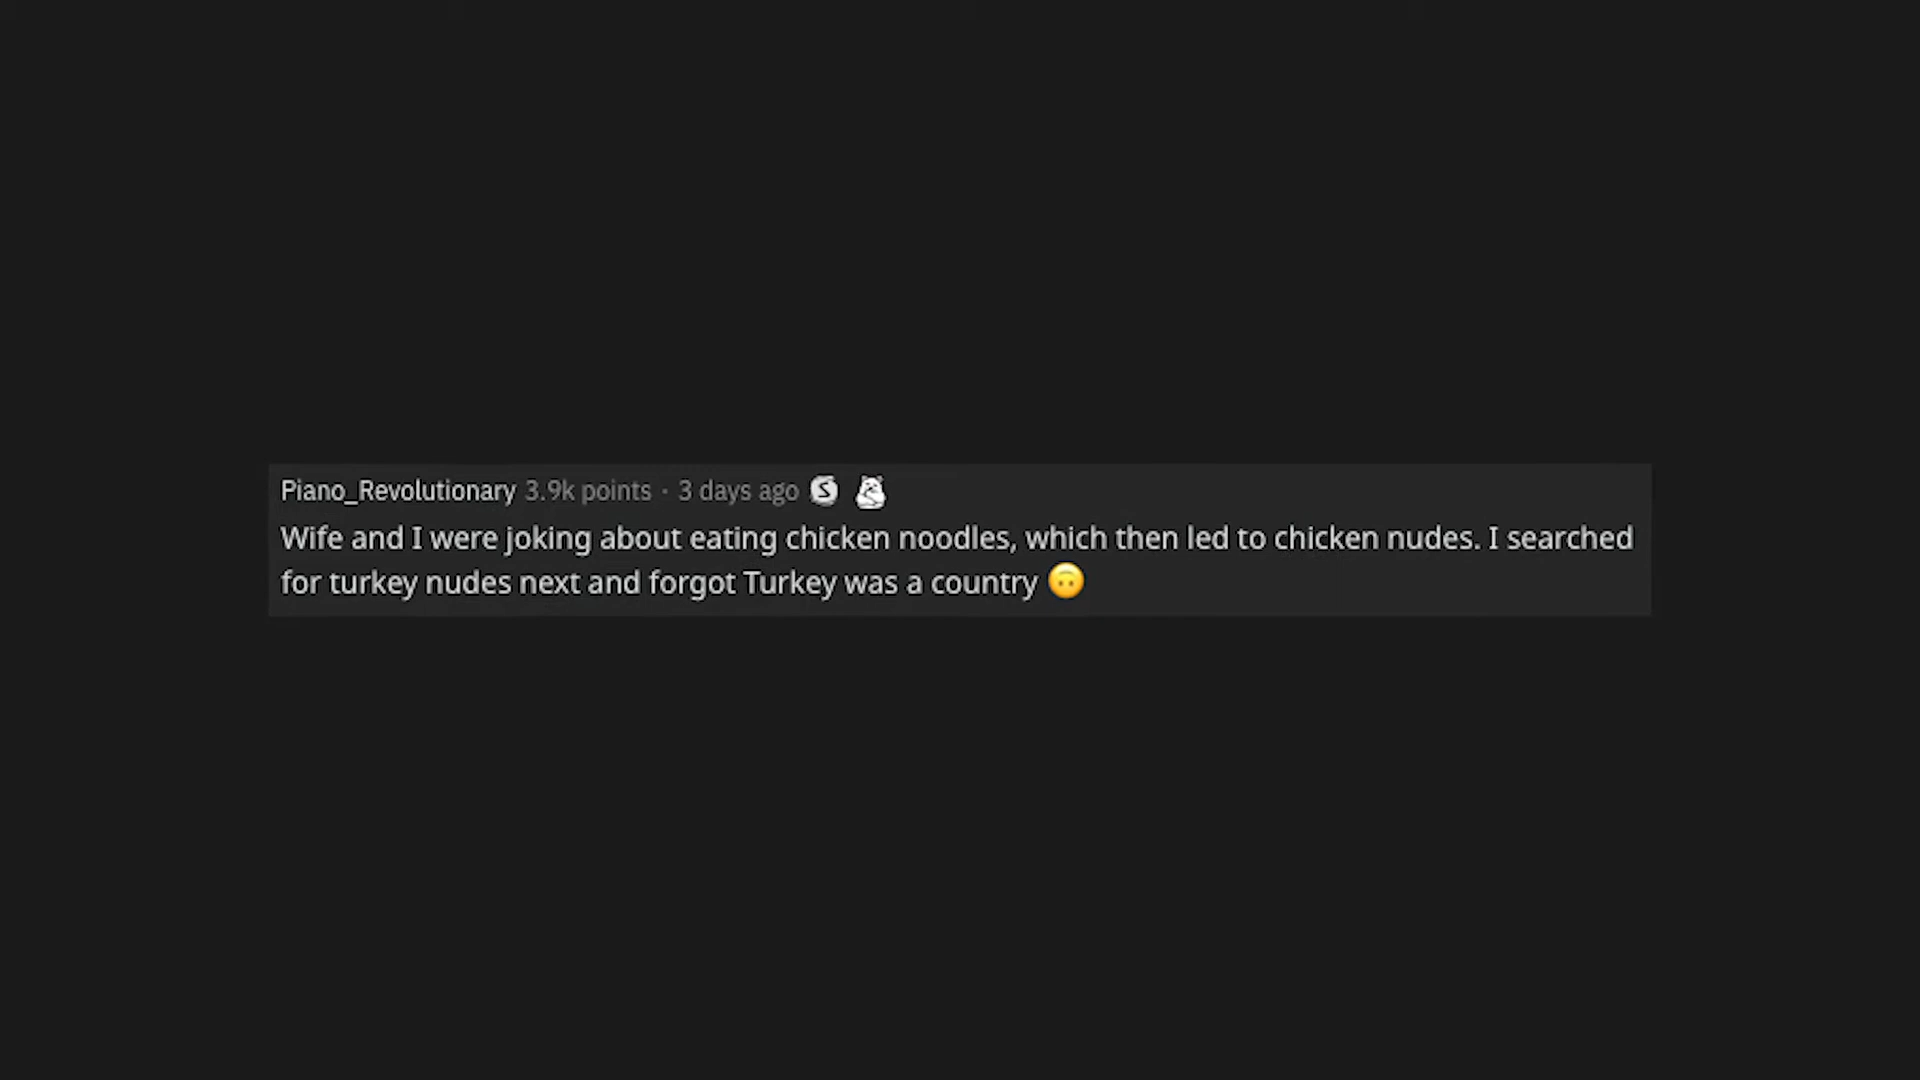 Piano_Revolutionary 3.9k points · 3 days ago
Wife and I were joking about eating chicken noodles, which then led to chicken nudes. I searched
for turkey nudes next and forgot Turkey was a country 🙃